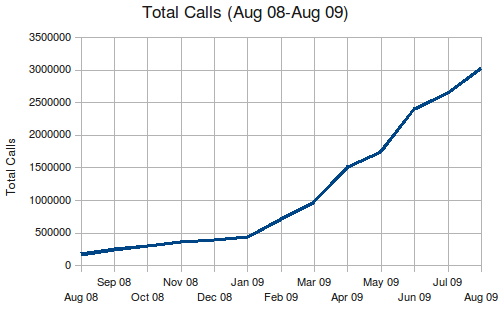 Total Calls (Aug 08-Aug 09)
3500000
3000000
2500000
2000000
1500000
1000000
500000
0
Total Calls
Sep 08 Nov 08 Jan 09 Mar 09 May 09 Jul 09
Aug 08 Oct 08 Dec 08 Feb 09 Apr 09 Jun 09 Aug 09